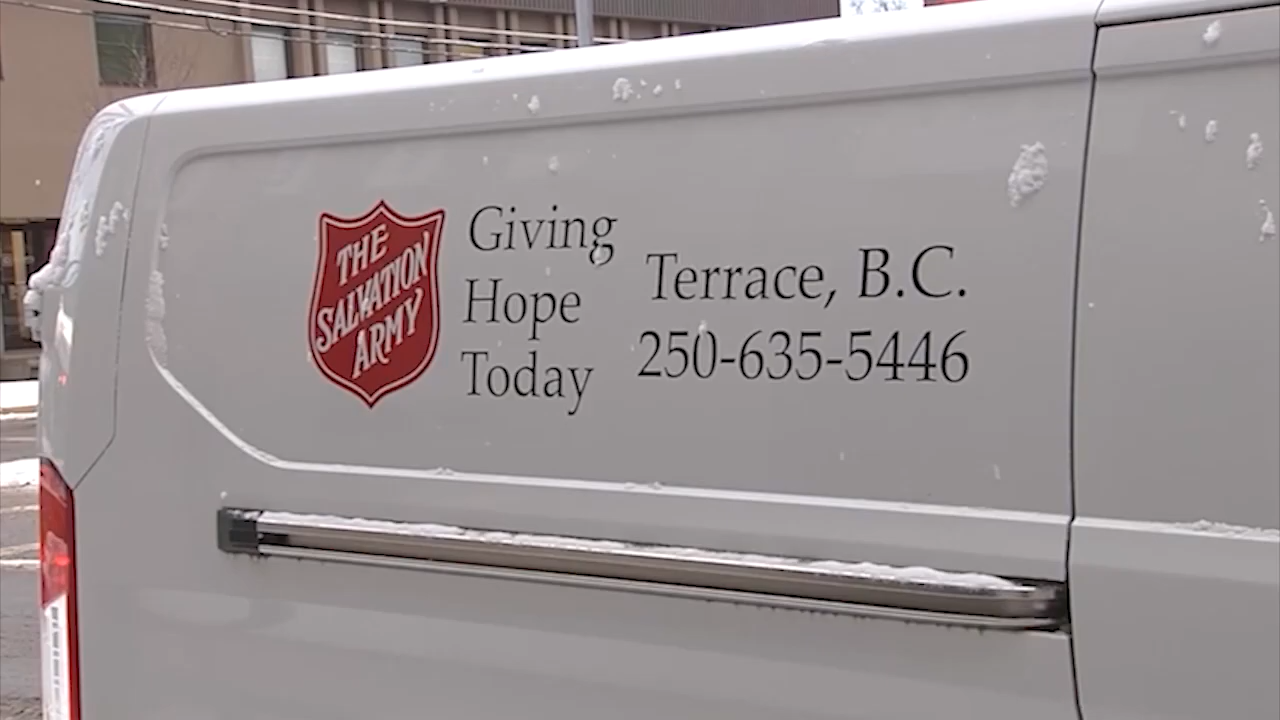 THE
SALVATION
ARMY
Giving
Hope
Today
Terrace, B.C.
250-635-5446